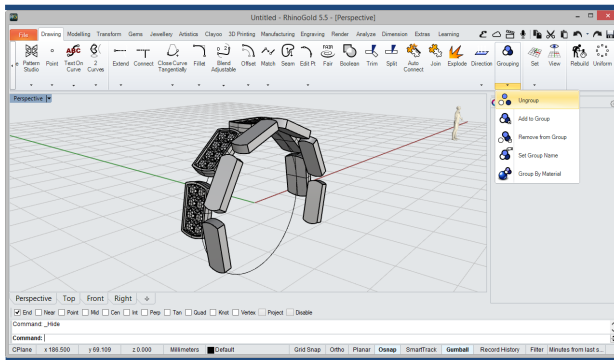 Untitled - RhinoGold 5.5 - [Perspective]
File Drawing Modelling Transform Gems Jewellery Artistics Clayoo 3D Printing Manufacturing Engraving Render Analyze Dimension Extras Learning
Pattern Studio Point Text On Curve 2 Curves Extend Connect Close Curve Tangentially Fillet Blend Adjustable Offset Match Seam Edit Pt Fair Boolean Trim Split Auto Connect Join Explode Direction Grouping Set View Rebuild Uniform
Perspective
Ungroup
Add to Group
Remove from Group
Set Group Name
Group By Material
Perspective Top Front Right
End Near Point Mid Cen Int Perp Tan Quad Knot Vertex Project Disable
Command: _Hide
Command:
CPlane x 186.500 y 69.109 z 0.000 Millimeters Default Grid Snap Ortho Planar Osnap SmartTrack Gumball Record History Filter Minutes from last s...